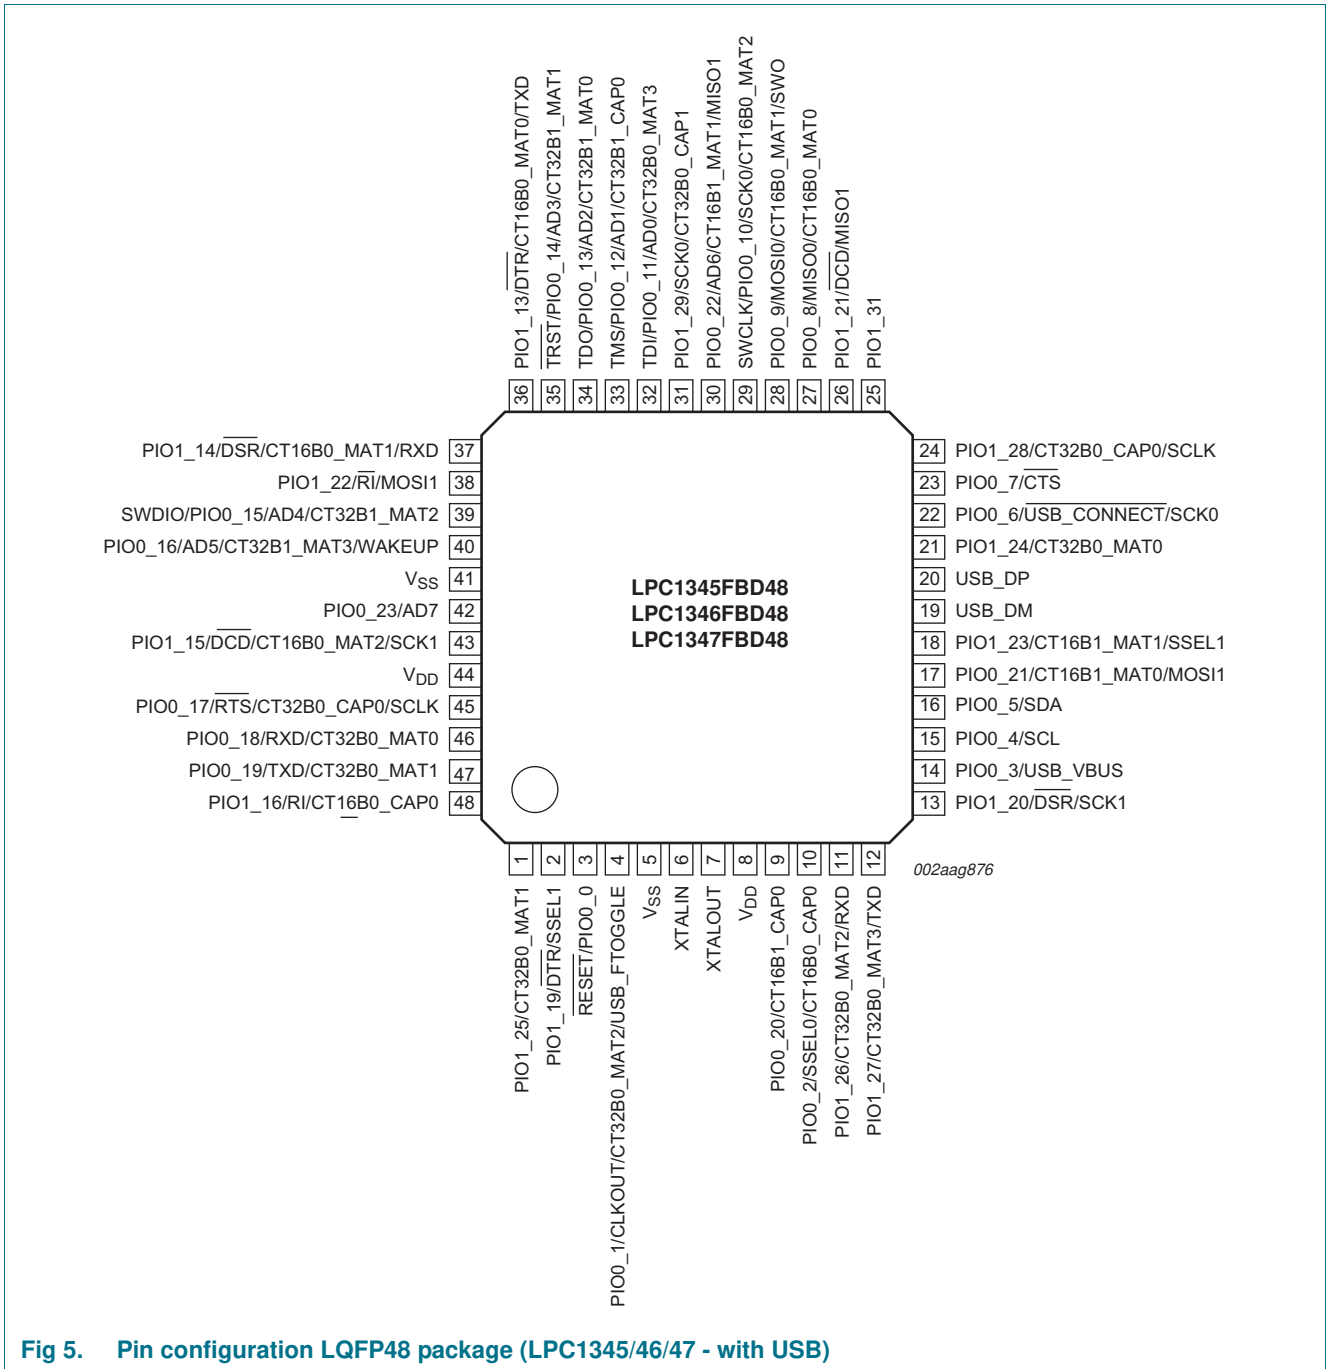 PIO1_13/DTR/CT16B0_MAT0/TXD
TRST/PIO0_14/AD3/CT32B1_MAT1
TDO/PIO0_13/AD2/CT32B1_MAT0
TMS/PIO0_12/AD1/CT32B1_CAP0
TDI/PIO0_11/AD0/CT32B0_MAT3
PIO1_29/SCK0/CT32B0_CAP1
PIO0_22/AD6/CT16B1_MAT1/MISO1
SWCLK/PIO0_10/SCK0/CT16B0_MAT2
PIO0_9/MOSI0/CT16B0_MAT1/SWO
PIO0_8/MISO0/CT16B0_MAT0
PIO1_21/DCD/MISO1
PIO1_31
36 35 34 33 32 31 30 29 28 27 26 25
PIO1_14/DSR/CT16B0_MAT1/RXD 37
PIO1_22/RI/MOSI1 38
SWDIO/PIO0_15/AD4/CT32B1_MAT2 39
PIO0_16/AD5/CT32B1_MAT3/WAKEUP 40
VSS 41
PIO0_23/AD7 42
PIO1_15/DCD/CT16B0_MAT2/SCK1 43
VDD 44
PIO0_17/RTS/CT32B0_CAP0/SCLK 45
PIO0_18/RXD/CT32B0_MAT0 46
PIO0_19/TXD/CT32B0_MAT1 47
PIO1_16/RI/CT16B0_CAP0 48
LPC1345FBD48
LPC1346FBD48
LPC1347FBD48
24 PIO1_28/CT32B0_CAP0/SCLK
23 PIO0_7/CTS
22 PIO0_6/USB_CONNECT/SCK0
21 PIO1_24/CT32B0_MAT0
20 USB_DP
19 USB_DM
18 PIO1_23/CT16B1_MAT1/SSEL1
17 PIO0_21/CT16B1_MAT0/MOSI1
16 PIO0_5/SDA
15 PIO0_4/SCL
14 PIO0_3/USB_VBUS
13 PIO1_20/DSR/SCK1
1 2 3 4 5 6 7 8 9 10 11 12
PIO1_25/CT32B0_MAT1
PIO1_19/DTR/SSEL1
RESET/PIO0_0
PIO0_1/CLKOUT/CT32B0_MAT2/USB_FTOGGLE
VSS
XTALIN
XTALOUT
VDD
PIO0_20/CT16B1_CAP0
PIO0_2/SSEL0/CT16B0_CAP0
PIO1_26/CT32B0_MAT2/RXD
PIO1_27/CT32B0_MAT3/TXD
002aag876
Fig 5. Pin configuration LQFP48 package (LPC1345/46/47 - with USB)